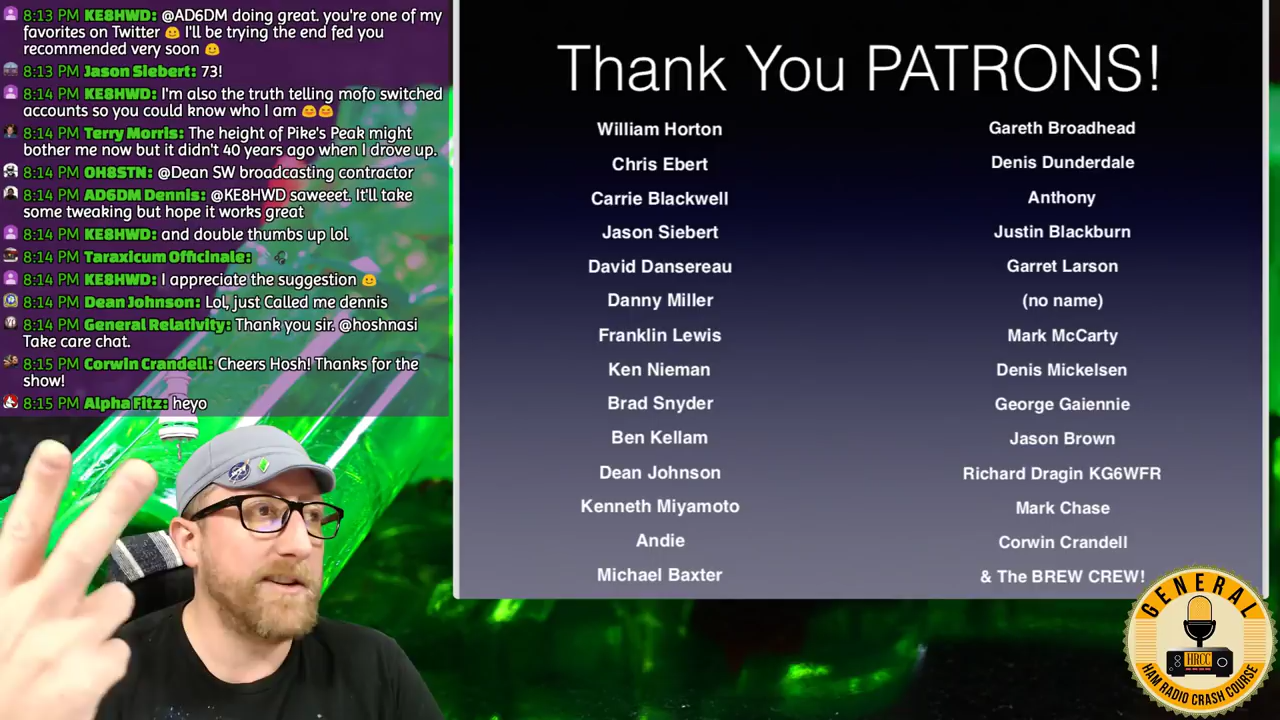 8:13 PM KE8HWD: @AD6DM doing great. you're one of my
favorites on Twitter 🙂 I'll be trying the end fed you
recommended very soon 🙂
8:13 PM Jason Siebert: 73!
8:14 PM KE8HWD: I'm also the truth telling mofo switched
accounts so you could know who I am 😊😊
8:14 PM Terry Morris: The height of Pike's Peak might
bother me now but it didn't 40 years ago when I drove up.
8:14 PM OH8STN: @Dean SW broadcasting contractor
8:14 PM AD6DM Dennis: @KE8HWD saweeet. It'll take
some tweaking but hope it works great
8:14 PM KE8HWD: and double thumbs up lol
8:14 PM Taraxicum Officinale:
8:14 PM KE8HWD: I appreciate the suggestion 🙂
8:14 PM Dean Johnson: Lol, just Called me dennis
8:14 PM General Relativity: Thank you sir. @hoshnasi
Take care chat.
8:15 PM Corwin Crandell: Cheers Hosh! Thanks for the
show!
8:15 PM Alpha Fitz: heyo
Thank You PATRONS!
William Horton
Chris Ebert
Carrie Blackwell
Jason Siebert
David Dansereau
Danny Miller
Franklin Lewis
Ken Nieman
Brad Snyder
Ben Kellam
Dean Johnson
Kenneth Miyamoto
Andie
Michael Baxter
Gareth Broadhead
Denis Dunderdale
Anthony
Justin Blackburn
Garret Larson
(no name)
Mark McCarty
Denis Mickelsen
George Gaiennie
Jason Brown
Richard Dragin KG6WFR
Mark Chase
Corwin Crandell
& The BREW CREW!
GENERAL
HRCC
HAM RADIO CRASH COURSE